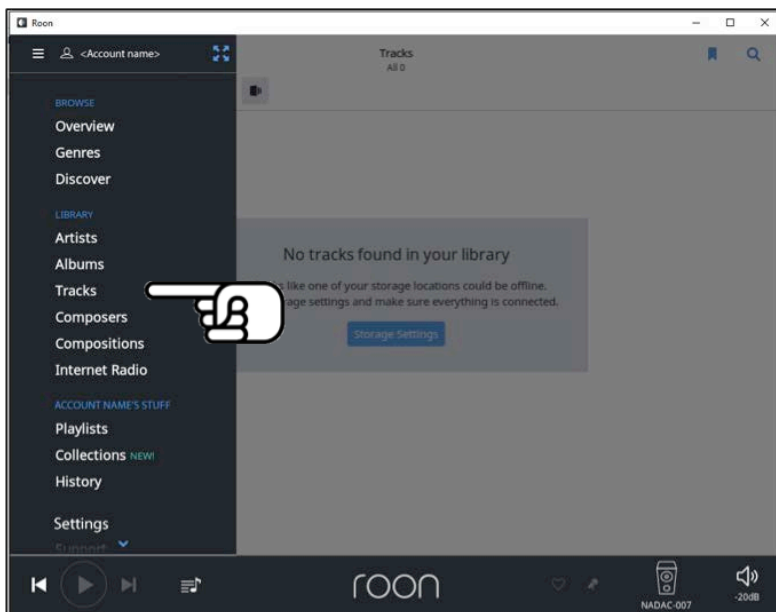 Roon
<Account name>
Tracks
All 0
BROWSE
Overview
Genres
Discover
LIBRARY
Artists
Albums
Tracks
Composers
Compositions
Internet Radio
ACCOUNT NAME'S STUFF
Playlists
Collections NEW!
History
Settings
Support
No tracks found in your library
like one of your storage locations could be offline.
settings and make sure everything is connected.
Storage Settings
roon
NADAC-007
-20dB